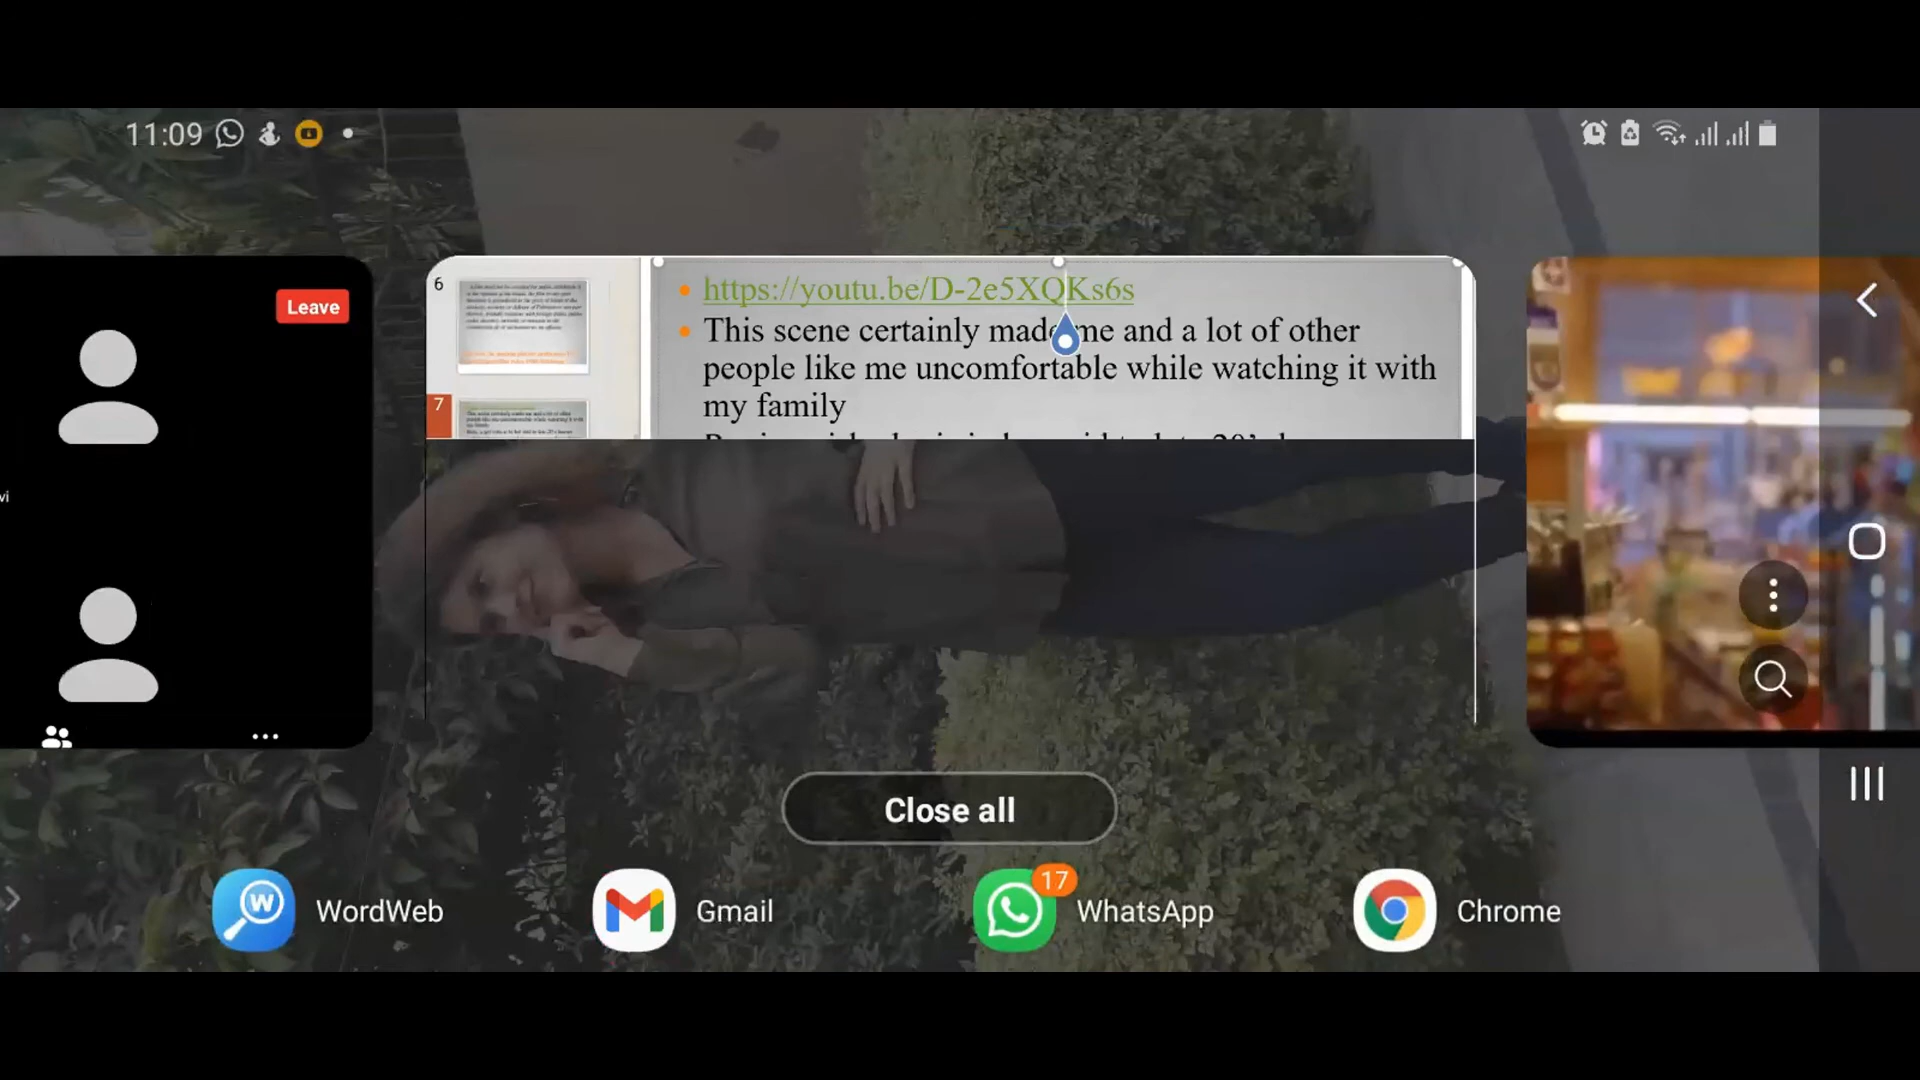 11:09
Leave
vi
6
7
https://youtu.be/D-2e5XQKs6s
This scene certainly made me and a lot of other
people like me uncomfortable while watching it with
my family
Close all
W
WordWeb
Gmail
17
WhatsApp
Chrome